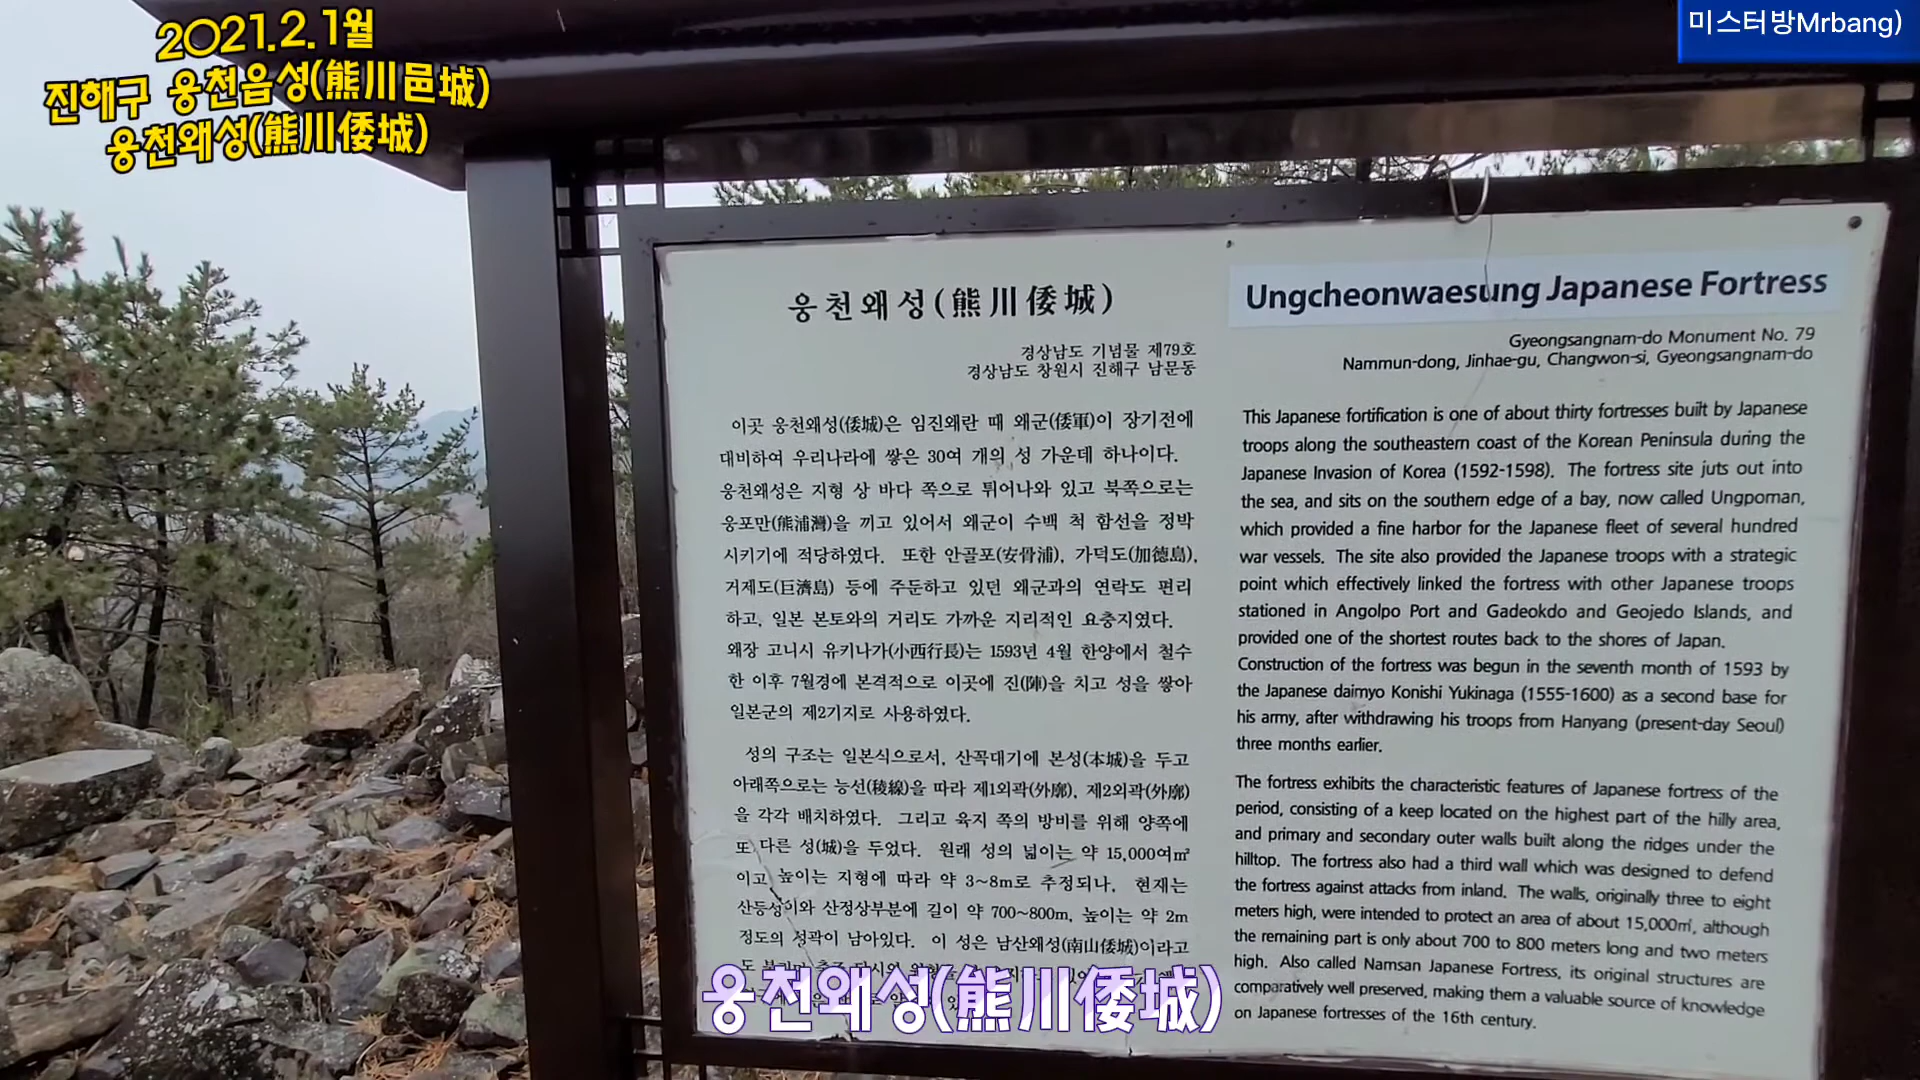 2021.2.1월
진해구 웅천읍성(熊川邑城)
웅천왜성(熊川倭城)
미스터방Mrbang)
웅천왜성(熊川倭城)
경상남도 기념물 제79호
경상남도 창원시 진해구 남문동
이곳 웅천왜성(倭城)은 임진왜란 때 왜군(倭軍)이 장기전에
대비하여 우리나라에 쌓은 30여 개의 성 가운데 하나이다.
웅천왜성은 지형 상 바다 쪽으로 튀어나와 있고 북쪽으로는
웅포만(熊浦灣)을 끼고 있어서 왜군이 수백 척 함선을 정박
시키기에 적당하였다. 또한 안골포(安骨浦), 가덕도(加德島),
거제도(巨濟島) 등에 주둔하고 있던 왜군과의 연락도 편리
하고, 일본 본토와의 거리도 가까운 지리적인 요충지였다.
왜장 고니시 유키나가(小西行長)는 1593년 4월 한양에서 철수
한 이후 7월경에 본격적으로 이곳에 진(陣)을 치고 성을 쌓아
일본군의 제2기지로 사용하였다.
성의 구조는 일본식으로서, 산꼭대기에 본성(本城)을 두고
아래쪽으로는 능선(稜線)을 따라 제1외곽(外廓), 제2외곽(外廓)
을 각각 배치하였다. 그리고 육지 쪽의 방비를 위해 양쪽에
또 다른 성(城)을 두었다. 원래 성의 넓이는 약 15,000여㎡
이고 높이는 지형에 따라 약 3~8m로 추정되나, 현재는
산등성이와 산정상부분에 길이 약 700~800m, 높이는 약 2m
정도의 성곽이 남아있다. 이 성은 남산왜성(南山倭城)이라고
Ungcheonwaesung Japanese Fortress
Gyeongsangnam-do Monument No. 79
Nammun-dong, Jinhae-gu, Changwon-si, Gyeongsangnam-do
This Japanese fortification is one of about thirty fortresses built by Japanese
troops along the southeastern coast of the Korean Peninsula during the
Japanese Invasion of Korea (1592-1598). The fortress site juts out into
the sea, and sits on the southern edge of a bay, now called Ungpoman,
which provided a fine harbor for the Japanese fleet of several hundred
war vessels. The site also provided the Japanese troops with a strategic
point which effectively linked the fortress with other Japanese troops
stationed in Angolpo Port and Gadeokdo and Geojedo Islands, and
provided one of the shortest routes back to the shores of Japan.
Construction of the fortress was begun in the seventh month of 1593 by
the Japanese daimyo Konishi Yukinaga (1555-1600) as a second base for
his army, after withdrawing his troops from Hanyang (present-day Seoul)
three months earlier.
The fortress exhibits the characteristic features of Japanese fortress of the
period, consisting of a keep located on the highest part of the hilly area,
and primary and secondary outer walls built along the ridges under the
hilltop. The fortress also had a third wall which was designed to defend
the fortress against attacks from inland. The walls, originally three to eight
meters high, were intended to protect an area of about 15,000㎡, although
the remaining part is only about 700 to 800 meters long and two meters
high. Also called Namsan Japanese Fortress, its original structures are
comparatively well preserved, making them a valuable source of knowledge
on Japanese fortresses of the 16th century.
웅천왜성(熊川倭城)